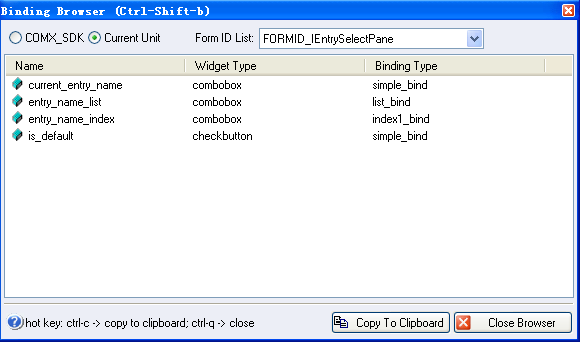 Binding Browser (Ctrl-Shift-b)
COMX_SDK Current Unit Form ID List: FORMID_IEntrySelectPane
Name Widget Type Binding Type
current_entry_name combobox simple_bind
entry_name_list combobox list_bind
entry_name_index combobox index1_bind
is_default checkbutton simple_bind
hot key: ctrl-c -> copy to clipboard; ctrl-q -> close Copy To Clipboard Close Browser